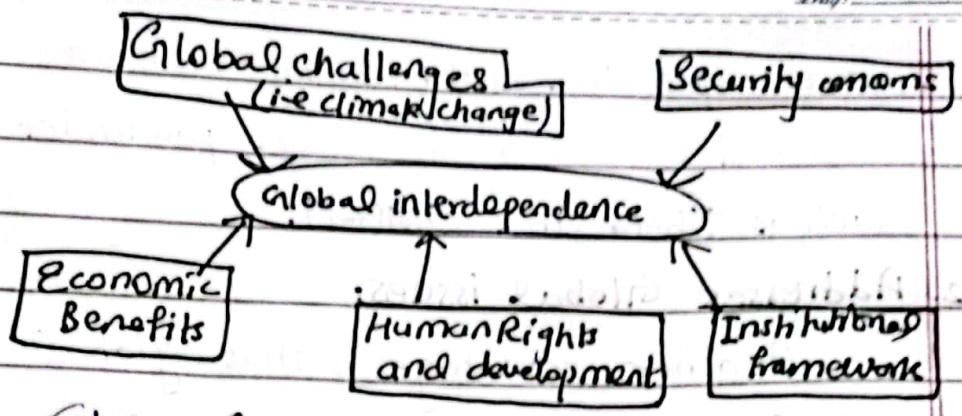 Global challenges
(i-e climate change)
Security concerns
Global interdependence
Economic
Benefits
Human Rights
and development
Institutional
framework